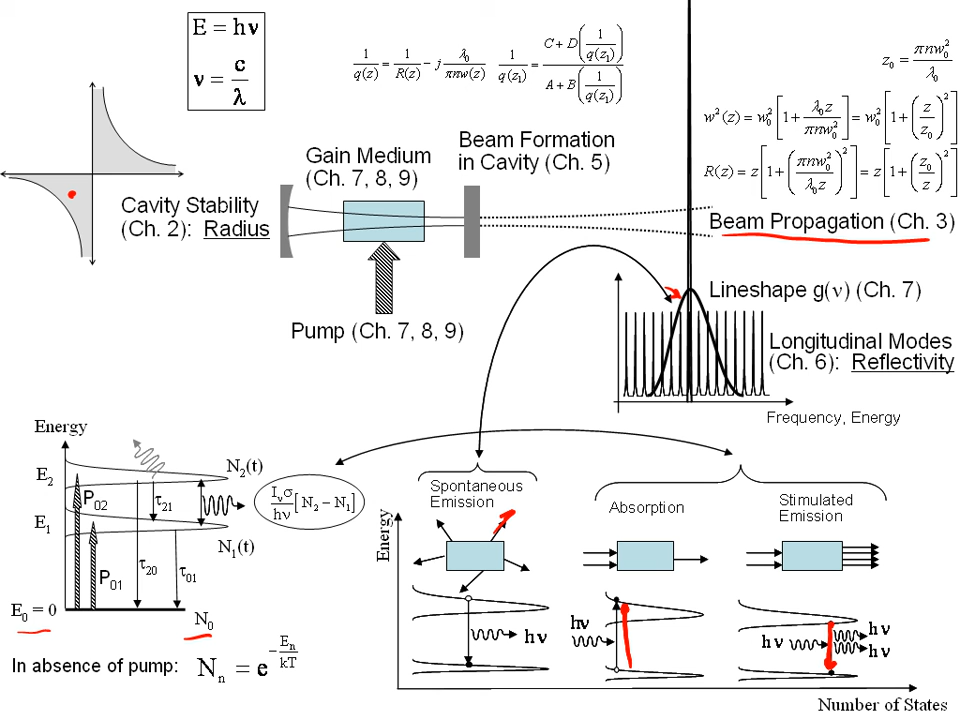 E = hν
ν = c/λ
1/q(z) = 1/R(z) − j λ₀/πnw(z)
1/q(z₁) = (C + D(1/q(z₁)))/(A + B(1/q(z₁)))
z₀ = πnw₀²/λ₀
w²(z) = w₀²[1 + λ₀z/πnw₀²] = w₀²[1 + (z/z₀)²]
R(z) = z[1 + (πnw₀²/λ₀z)²] = z[1 + (z₀/z)²]
Cavity Stability
(Ch. 2): Radius
Gain Medium
(Ch. 7, 8, 9)
Beam Formation
in Cavity (Ch. 5)
Beam Propagation (Ch. 3)
Pump (Ch. 7, 8, 9)
Lineshape g(ν) (Ch. 7)
Longitudinal Modes
(Ch. 6): Reflectivity
Frequency, Energy
Energy
E₂
E₁
E₀ = 0
P₀₂
P₀₁
τ₂₁
τ₂₀
τ₀₁
N₂(t)
N₁(t)
N₀
I_νσ/hν [N₂ − N₁]
In absence of pump: Nₙ = e^(−Eₙ/kT)
Energy
Spontaneous
Emission
Absorption
Stimulated
Emission
hν
hν
hν
hν
hν
Number of States